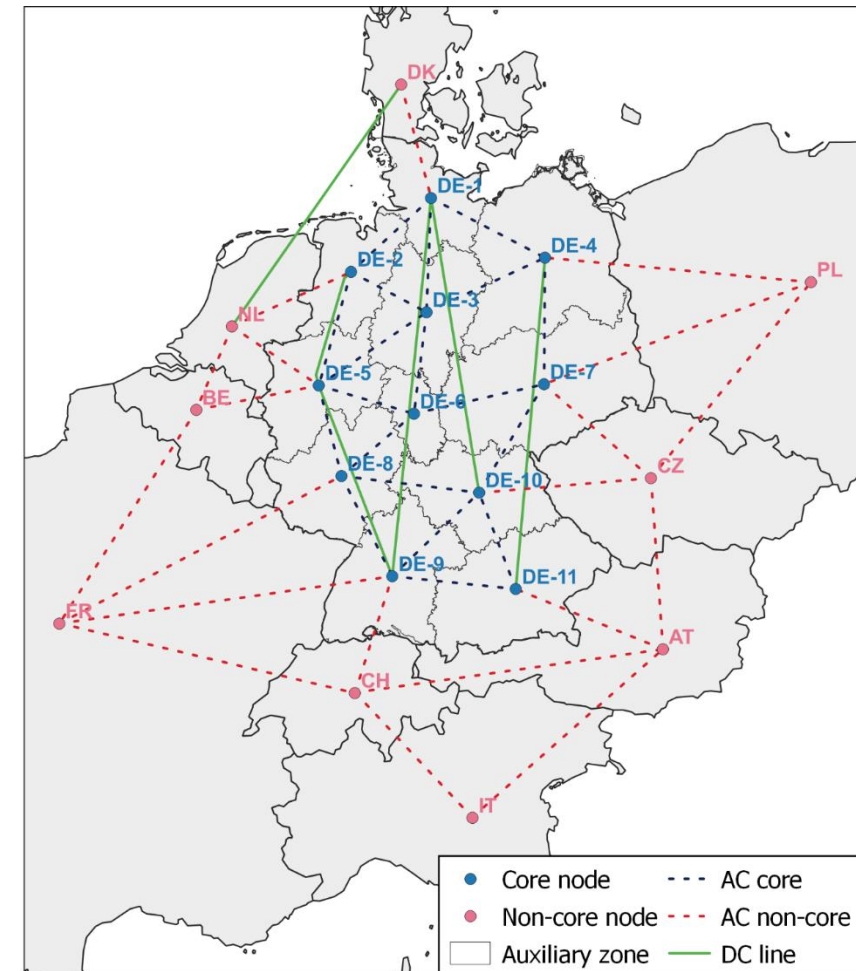 DK
DE-1
DE-4
DE-2
PL
DE-3
NL
DE-5
DE-7
DE-6
BE
DE-8
CZ
DE-10
DE-9
DE-11
FR
AT
CH
IT
Core node
AC core
Non-core node
AC non-core
Auxiliary zone
DC line